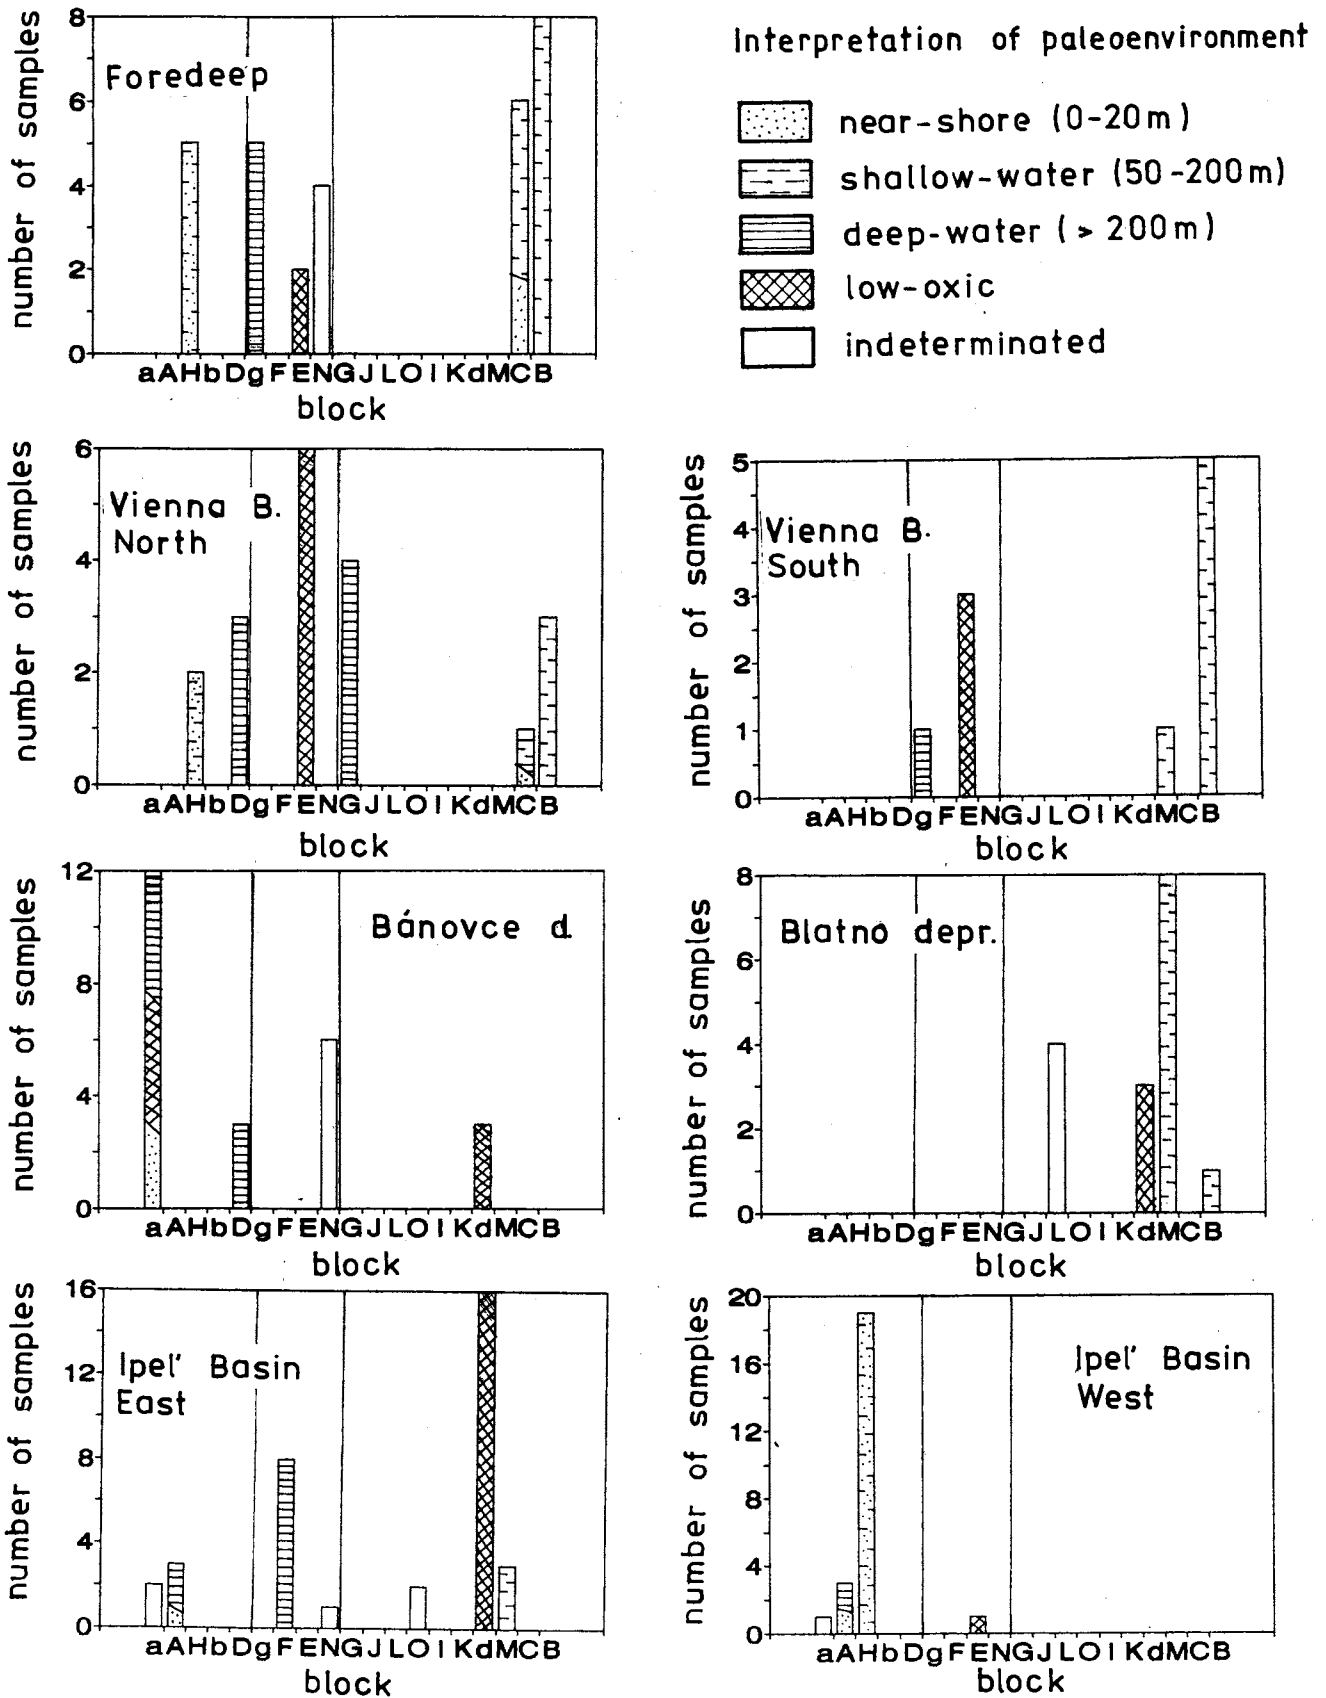 Interpretation of paleoenvironment
near-shore (0-20m)
shallow-water (50-200m)
deep-water (> 200m)
low-oxic
indeterminated
number of samples
8
6
4
2
0
Foredeep
aAHbDgFENGJLOIKdMCB
block
number of samples
6
4
2
0
Vienna B.
North
aAHbDgFENGJLOIKdMCB
block
number of samples
5
4
3
2
1
0
Vienna B.
South
aAHbDgFENGJLOIKdMCB
block
number of samples
12
8
4
0
Bánovce d.
aAHbDgFENGJLOIKdMCB
block
number of samples
8
6
4
2
0
Blatno depr.
aAHbDgFENGJLOIKdMCB
block
number of samples
16
12
8
4
0
Ipel' Basin
East
aAHbDgFENGJLOIKdMCB
block
number of samples
20
16
12
8
4
0
Ipel' Basin
West
aAHbDgFENGJLOIKdMCB
block